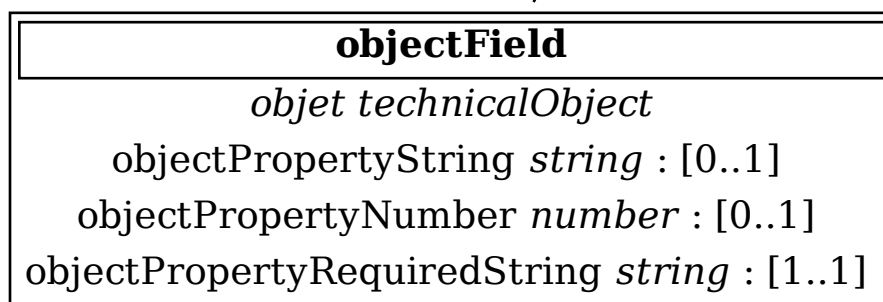 objectField
objet technicalObject
objectPropertyString string : [0..1]
objectPropertyNumber number : [0..1]
objectPropertyRequiredString string : [1..1]